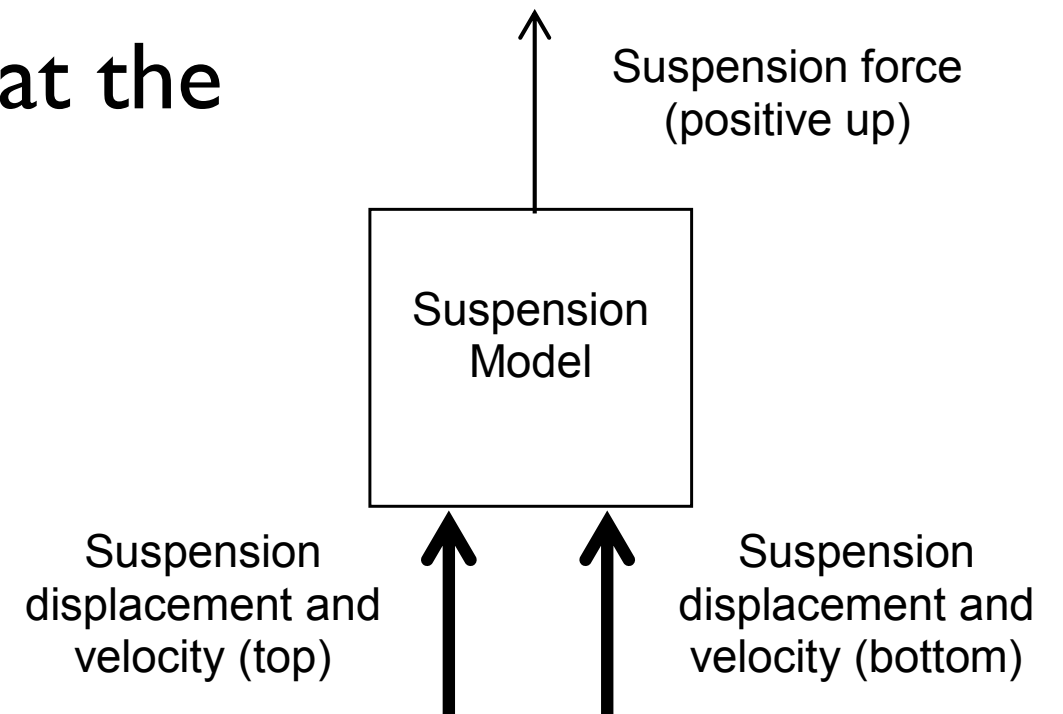 at the
Suspension force
(positive up)
Suspension
Model
Suspension
displacement and
velocity (top)
Suspension
displacement and
velocity (bottom)